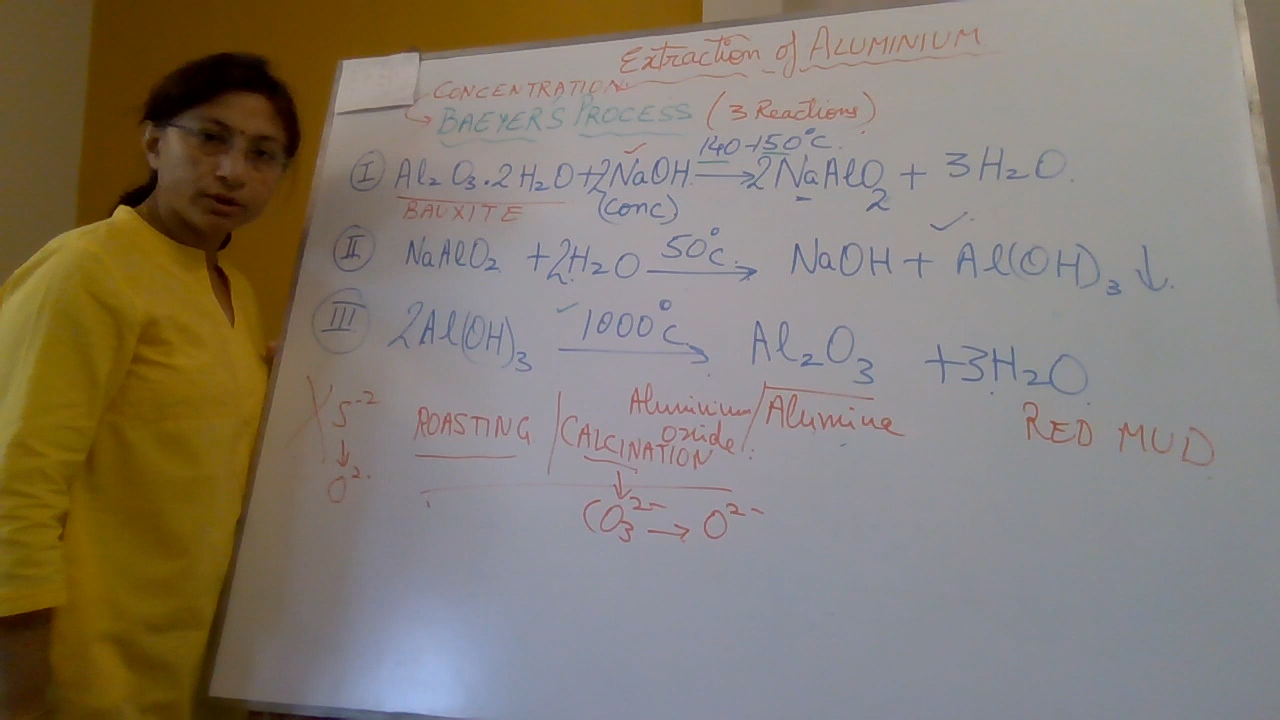 Extraction of ALUMINIUM
CONCENTRATION
→ BAEYERS PROCESS (3 Reactions)
140-150°C
I Al₂O₃.2H₂O + 2NaOH → 2NaAlO₂ + 3H₂O.
BAUXITE (conc)
II NaAlO₂ + 2H₂O 50°C → NaOH + Al(OH)₃ ↓
III 2Al(OH)₃ 1000°C → Al₂O₃ + 3H₂O
S⁻² ROASTING / CALCINATION Aluminium oxide / Alumina RED MUD
↓
O²⁻
↓
CO₃²⁻ → O²⁻